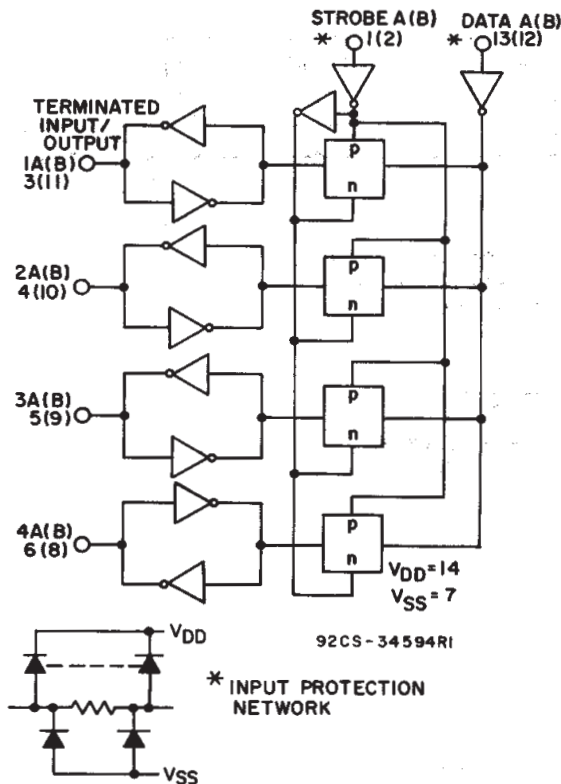 STROBE A(B)
* 1(2)
DATA A(B)
* 13(12)
TERMINATED
INPUT/
OUTPUT
1A(B)
3(11)
p
n
2A(B)
4(10)
p
n
3A(B)
5(9)
p
n
4A(B)
6(8)
p
n
VDD=14
VSS=7
92CS-34594R1
VDD
* INPUT PROTECTION
NETWORK
VSS